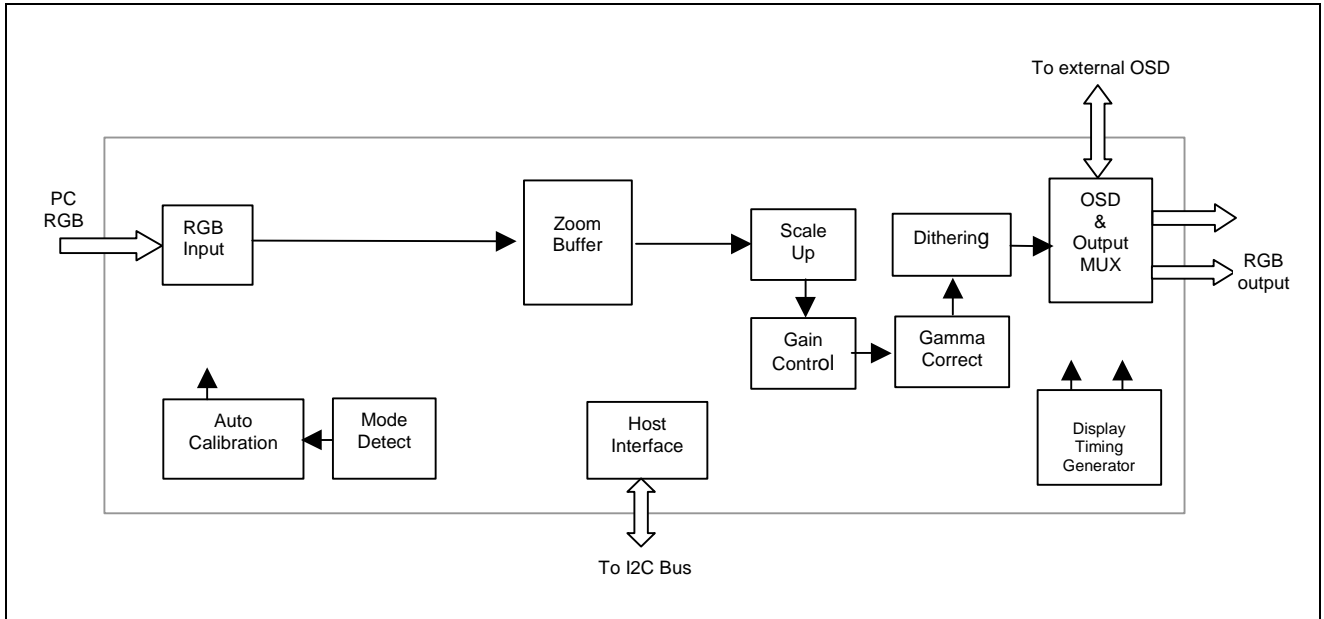 To external OSD
PC
RGB
RGB
Input
Zoom
Buffer
Scale
Up
Dithering
OSD
&
Output
MUX
RGB
output
Gain
Control
Gamma
Correct
Auto
Calibration
Mode
Detect
Host
Interface
Display
Timing
Generator
To I2C Bus